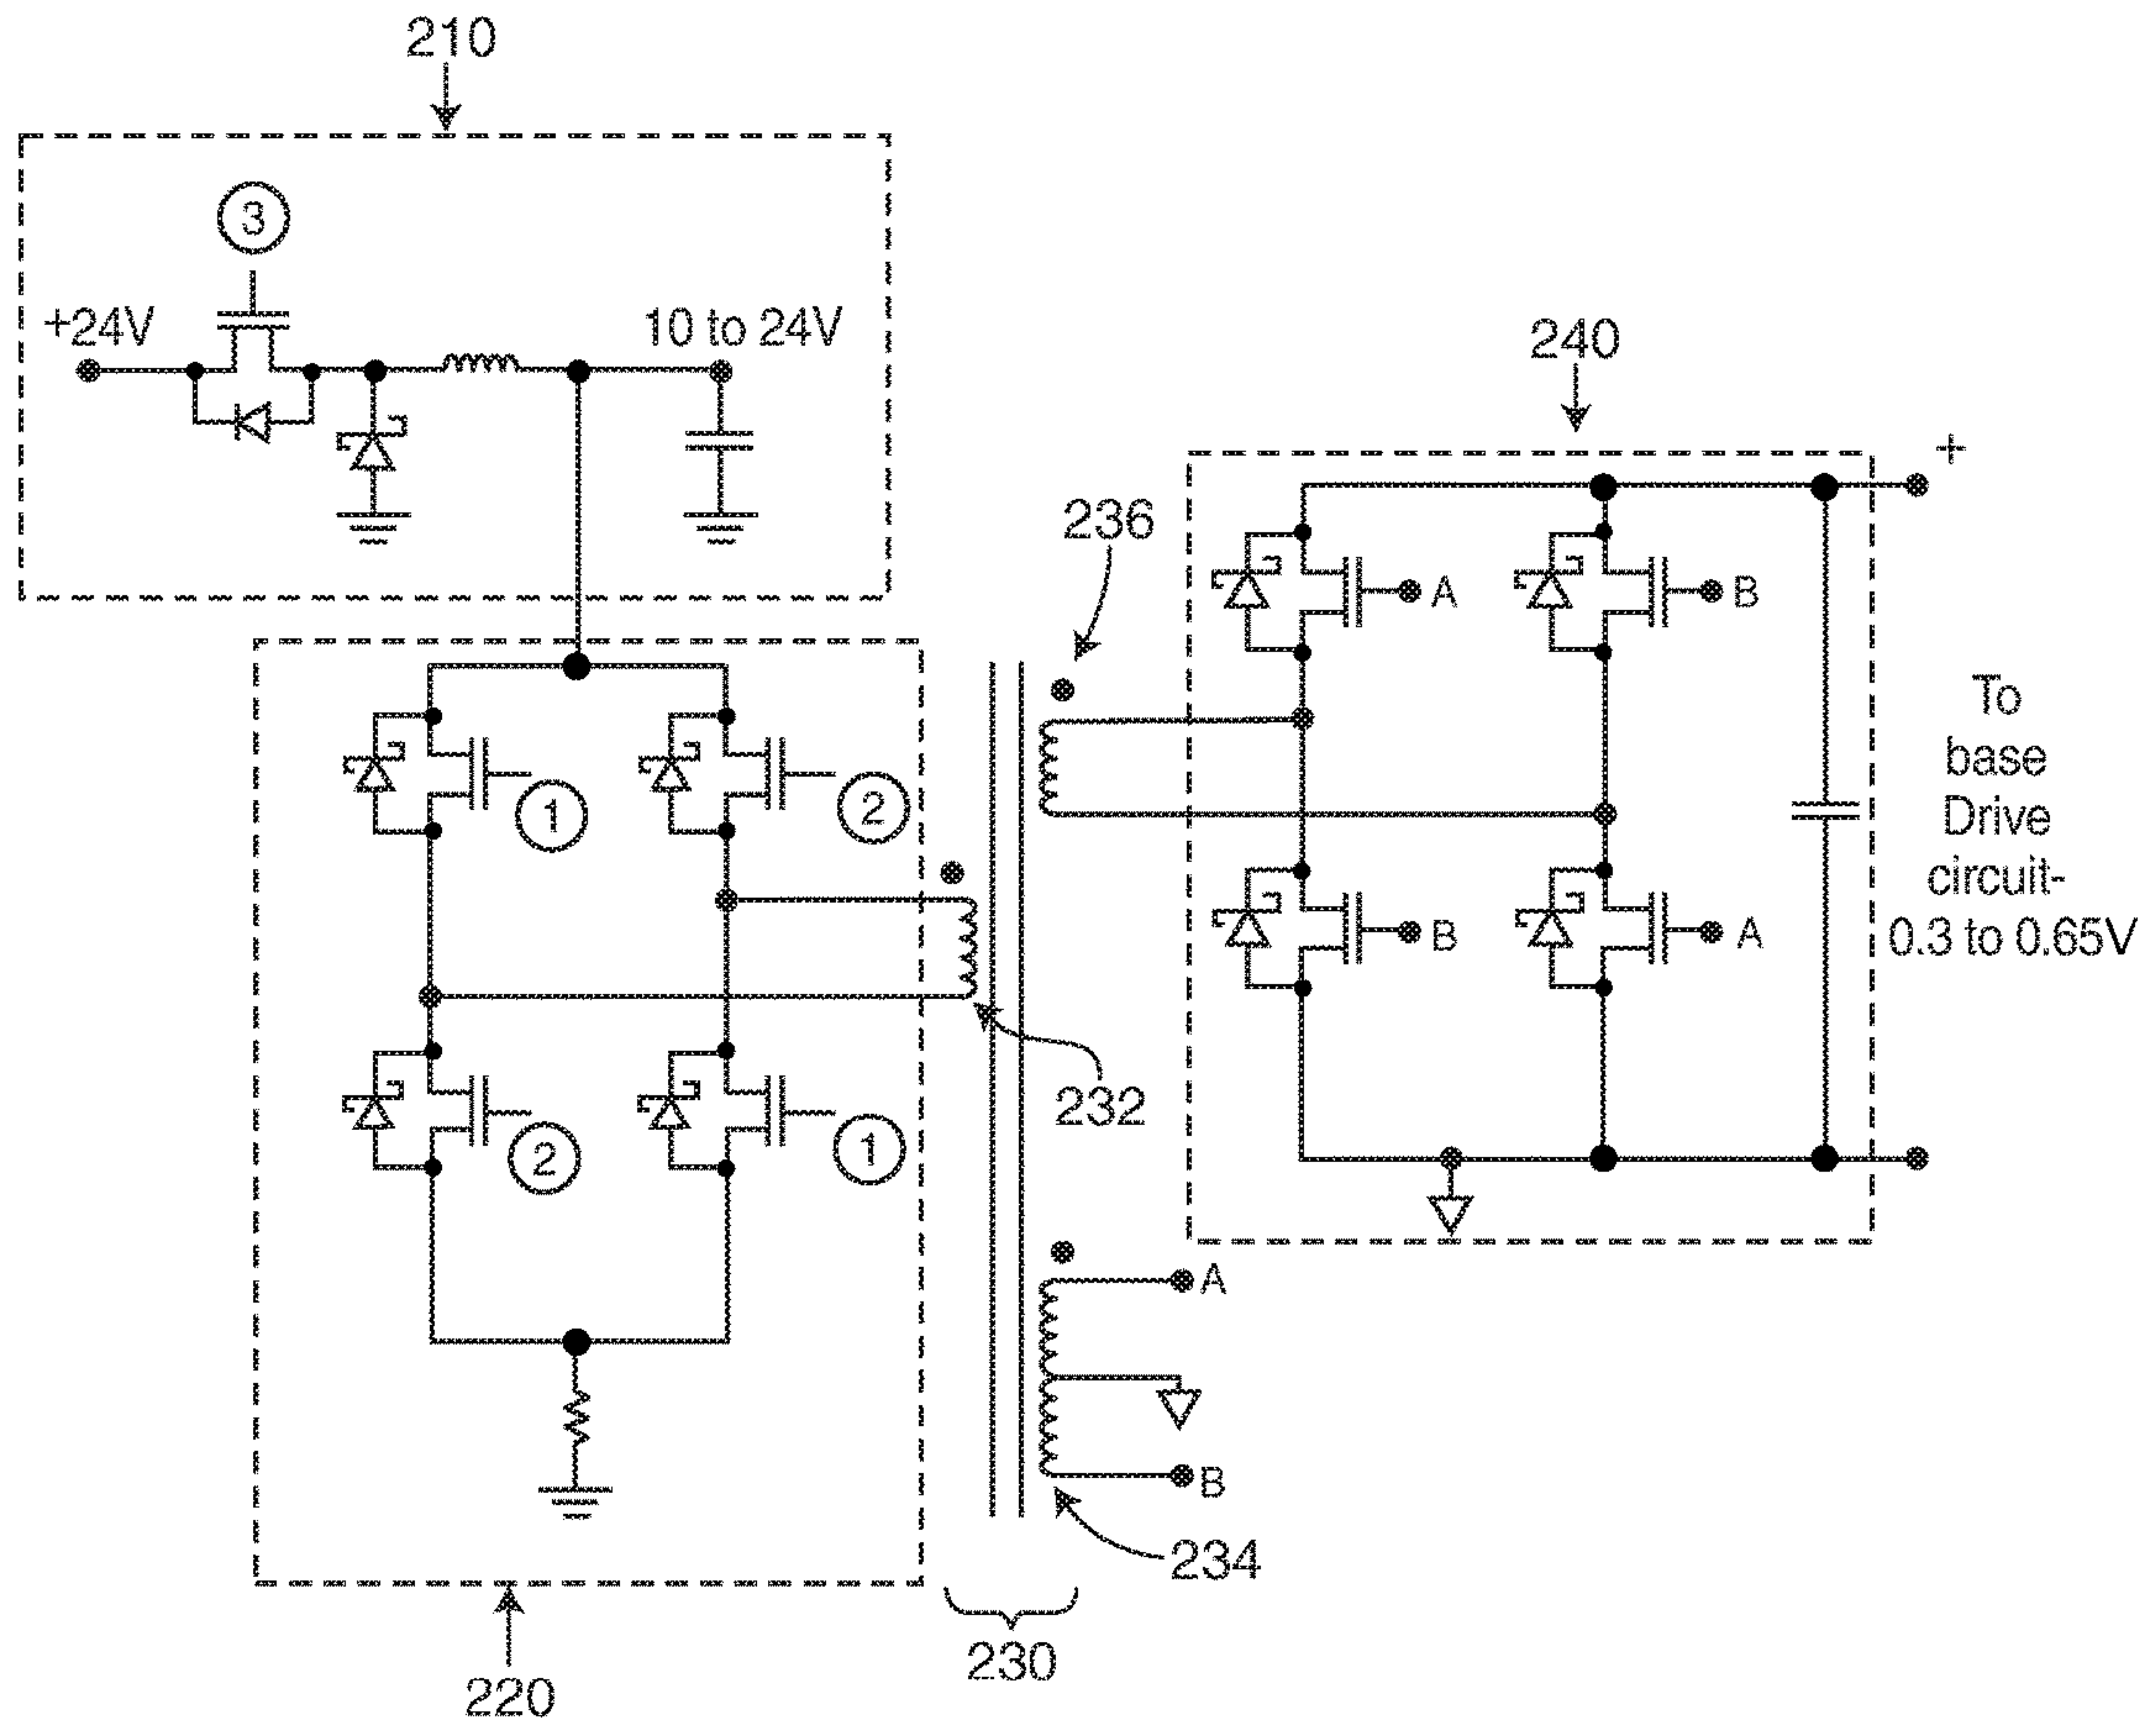 210
3
+24V
10 to 24V
240
+
236
A
B
1
2
To
base
Drive
circuit-
0.3 to 0.65V
B
A
232
2
1
A
B
234
230
220